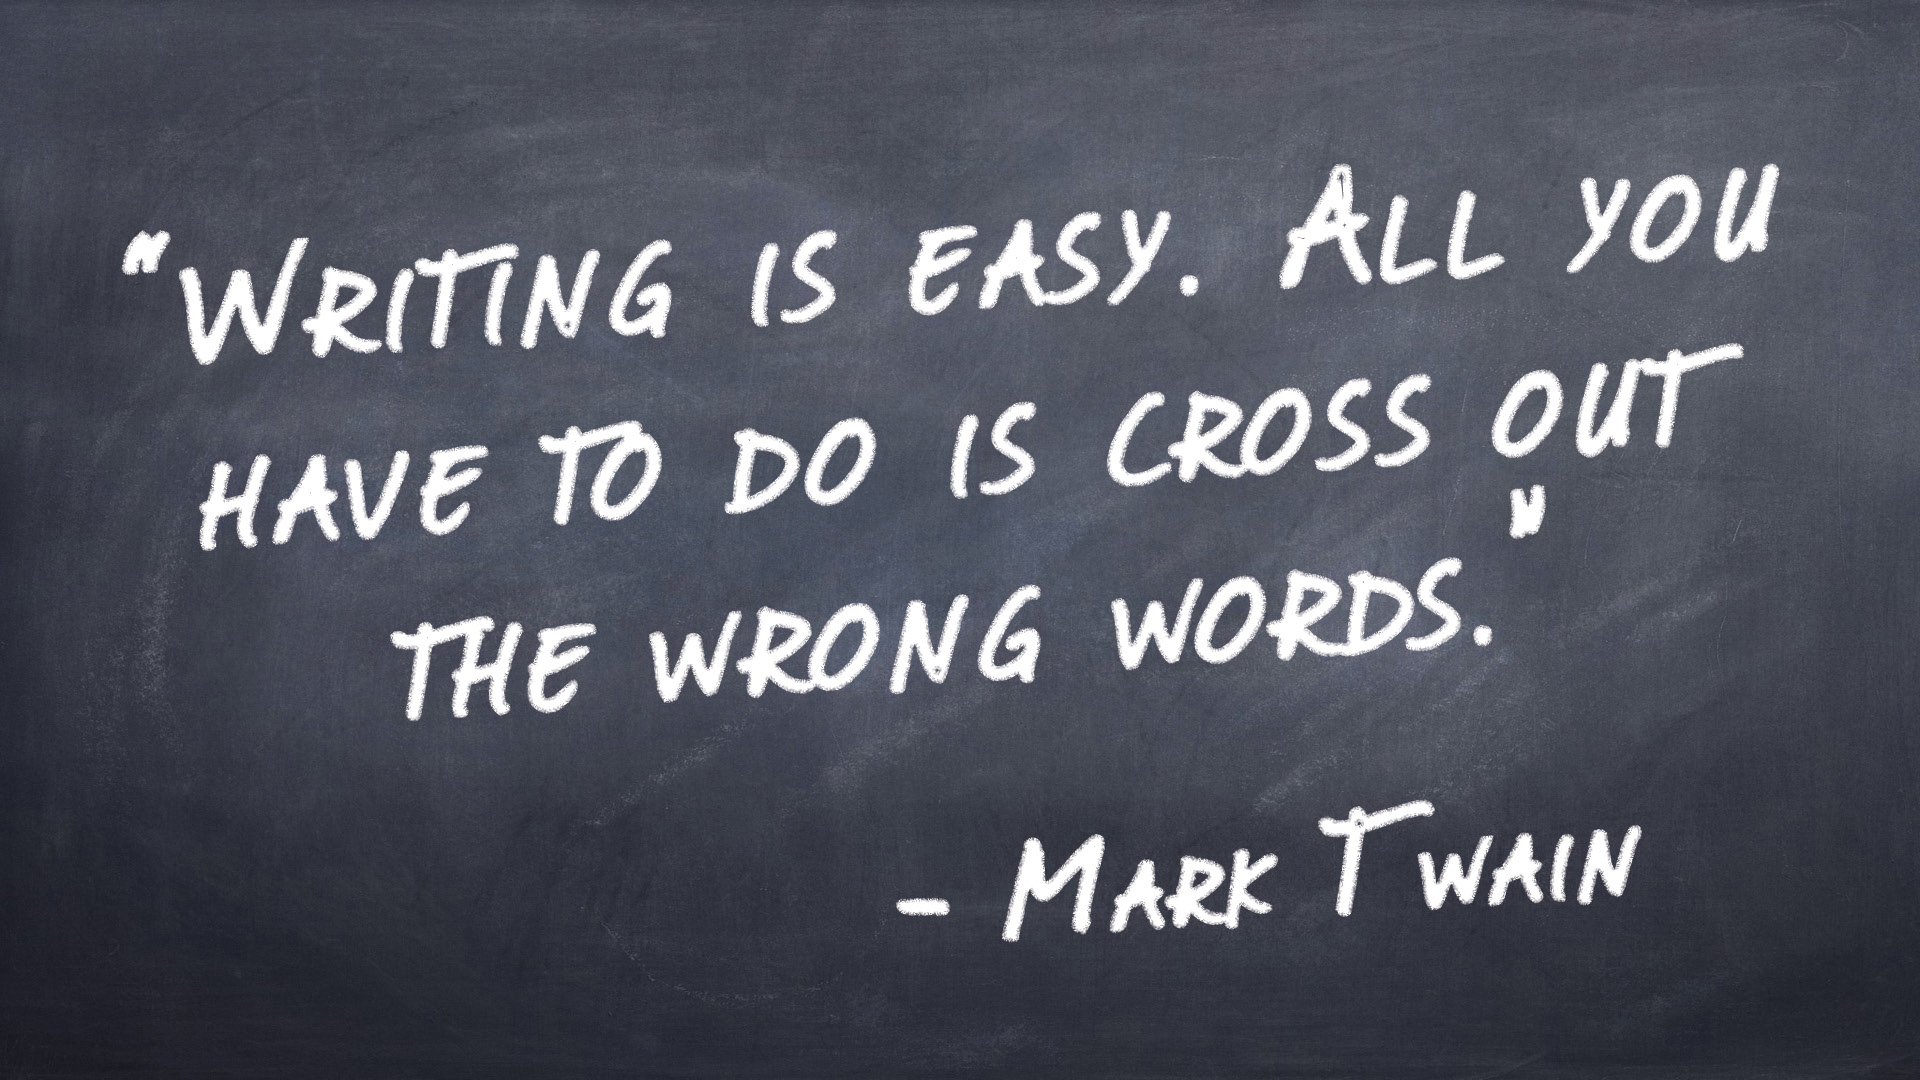 "Writing is easy. All you
have to do is cross out
the wrong words."
- Mark Twain